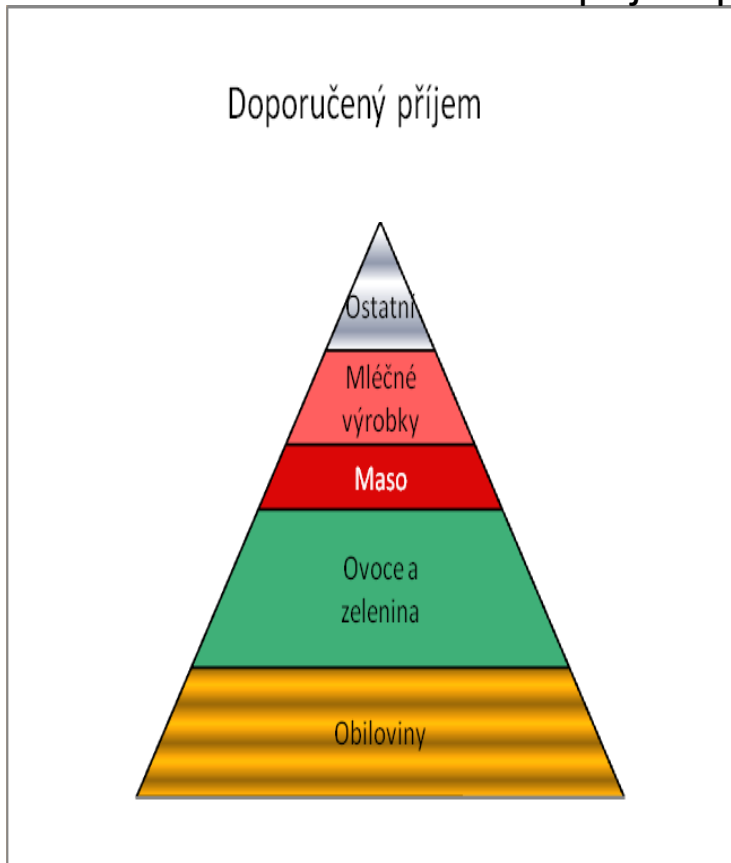 Doporučený příjem
Ostatní
Mléčné
výrobky
Maso
Ovoce a
zelenina
Obiloviny